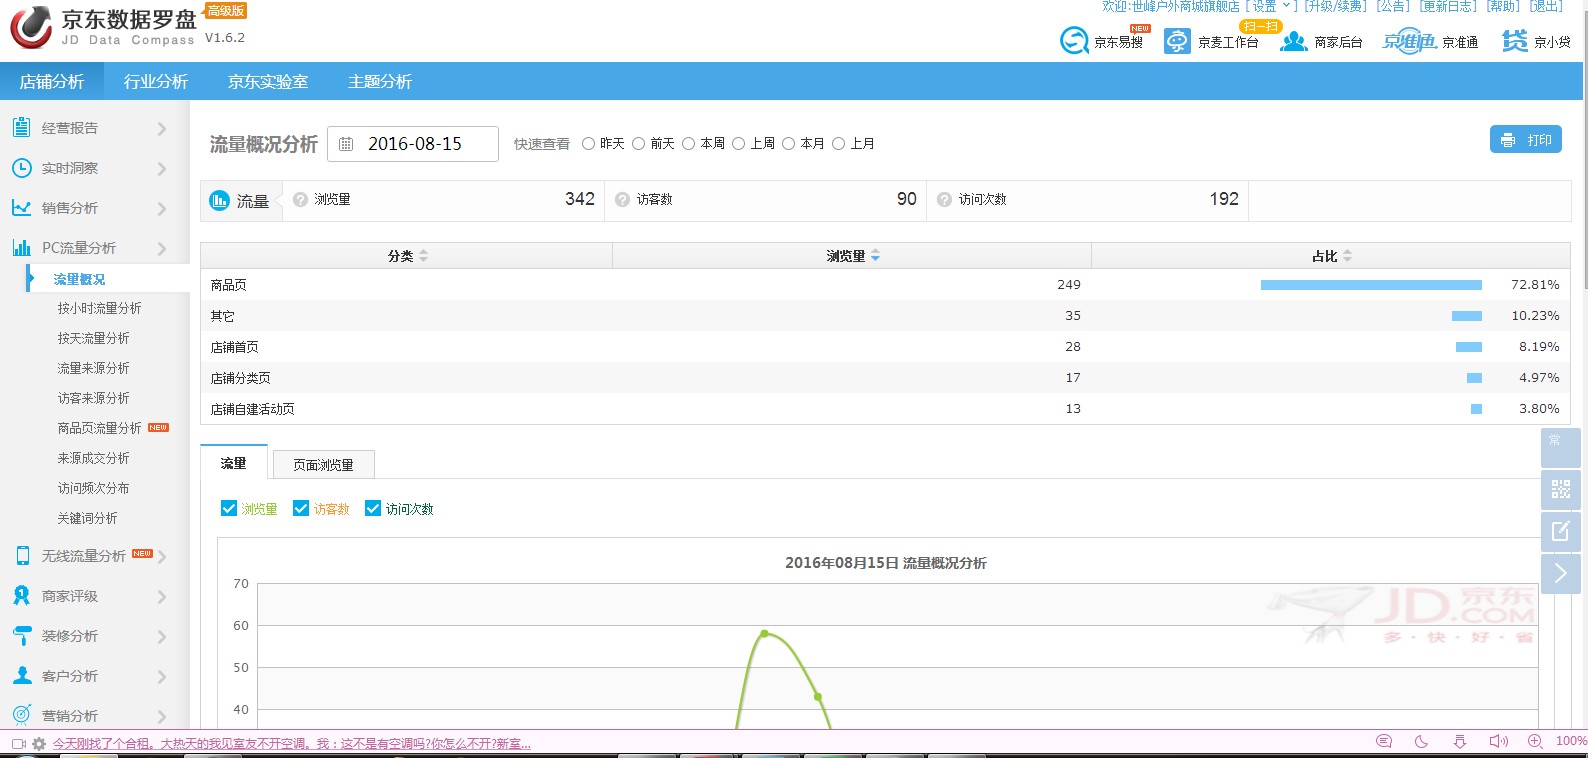 京东数据罗盘 高级版
JD Data Compass V1.6.2
欢迎:世峰户外商城旗舰店 [ 设置 ] [升级/续费] [公告] [更新日志] [帮助] [退出]
京东易搜 NEW 京麦工作台 扫一扫 商家后台 京准通 京准通 贷 京小贷
店铺分析 行业分析 京东实验室 主题分析
经营报告
实时洞察
销售分析
PC流量分析
流量概况
按小时流量分析
按天流量分析
流量来源分析
访客来源分析
商品页流量分析 NEW
来源成交分析
访问频次分布
关键词分析
无线流量分析 NEW
商家评级
装修分析
客户分析
营销分析
流量概况分析 2016-08-15 快速查看 昨天 前天 本周 上周 本月 上月 打印
流量 ? 浏览量 342 ? 访客数 90 ? 访问次数 192
分类 浏览量 占比
商品页 249 72.81%
其它 35 10.23%
店铺首页 28 8.19%
店铺分类页 17 4.97%
店铺自建活动页 13 3.80%
常
流量 页面浏览量
浏览量 访客数 访问次数
2016年08月15日 流量概况分析
70
60
50
40
JD京东
.COM
多·快·好·省
今天刚找了个合租。大热天的我见室友不开空调。我：这不是有空调吗?你怎么不开?新室...
100%